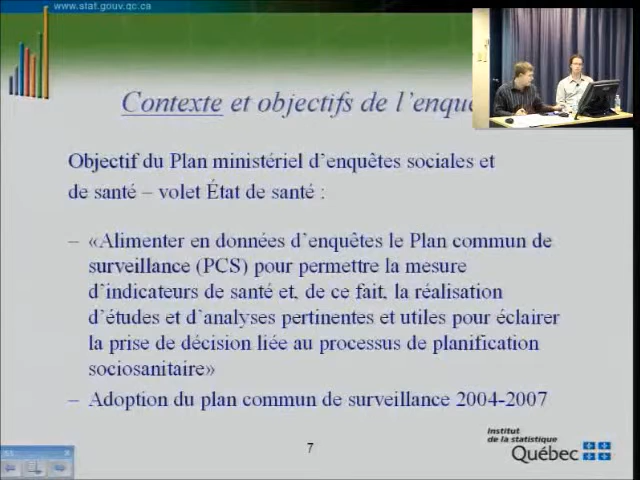 www.stat.gouv.qc.ca
Contexte et objectifs de l'enqu
Objectif du Plan ministériel d'enquêtes sociales et
de santé – volet État de santé :
– «Alimenter en données d'enquêtes le Plan commun de
surveillance (PCS) pour permettre la mesure
d'indicateurs de santé et, de ce fait, la réalisation
d'études et d'analyses pertinentes et utiles pour éclairer
la prise de décision liée au processus de planification
sociosanitaire»
– Adoption du plan commun de surveillance 2004-2007
7
Institut
de la statistique
Québec